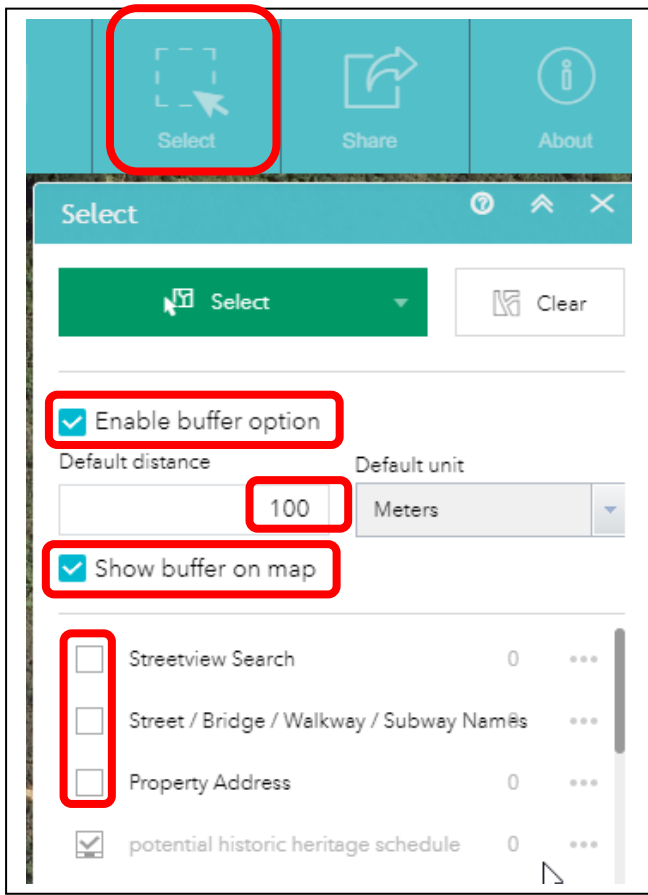 Select Share About
Select
Select Clear
Enable buffer option
Default distance Default unit
100 Meters
Show buffer on map
Streetview Search 0
Street / Bridge / Walkway / Subway Names
Property Address 0
potential historic heritage schedule 0